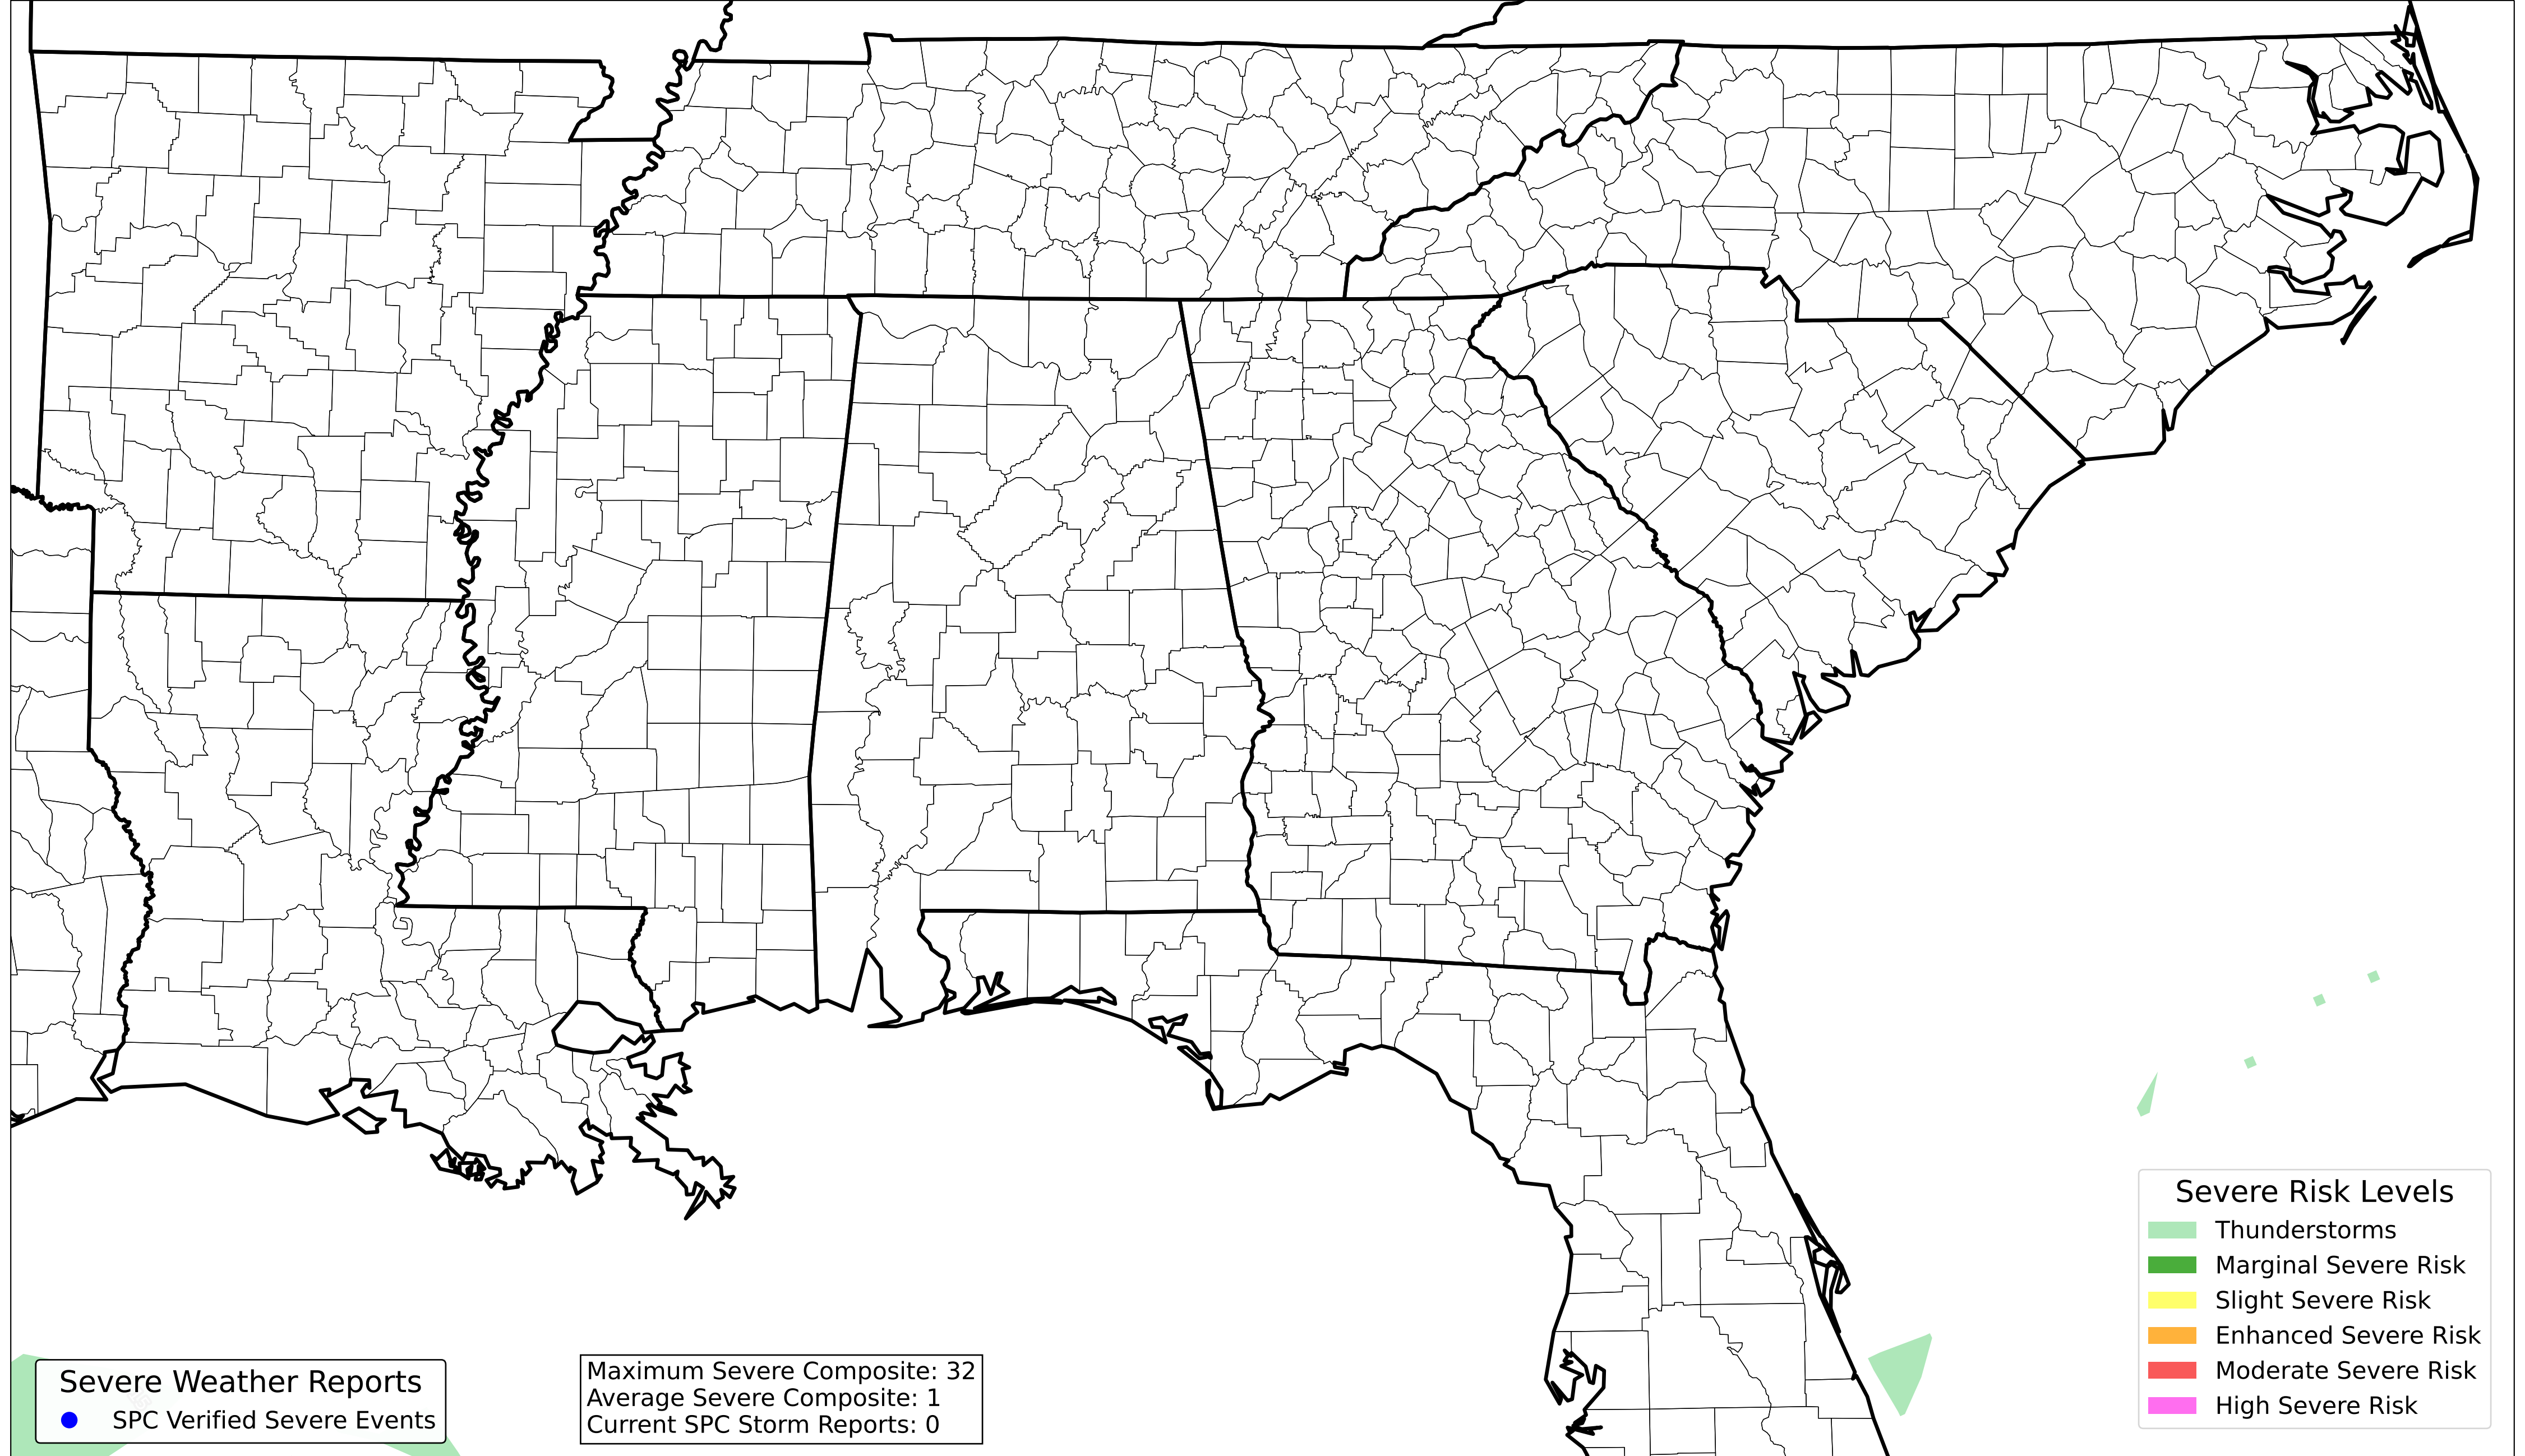 Severe Weather Reports
SPC Verified Severe Events
Maximum Severe Composite: 32
Average Severe Composite: 1
Current SPC Storm Reports: 0
Severe Risk Levels
Thunderstorms
Marginal Severe Risk
Slight Severe Risk
Enhanced Severe Risk
Moderate Severe Risk
High Severe Risk